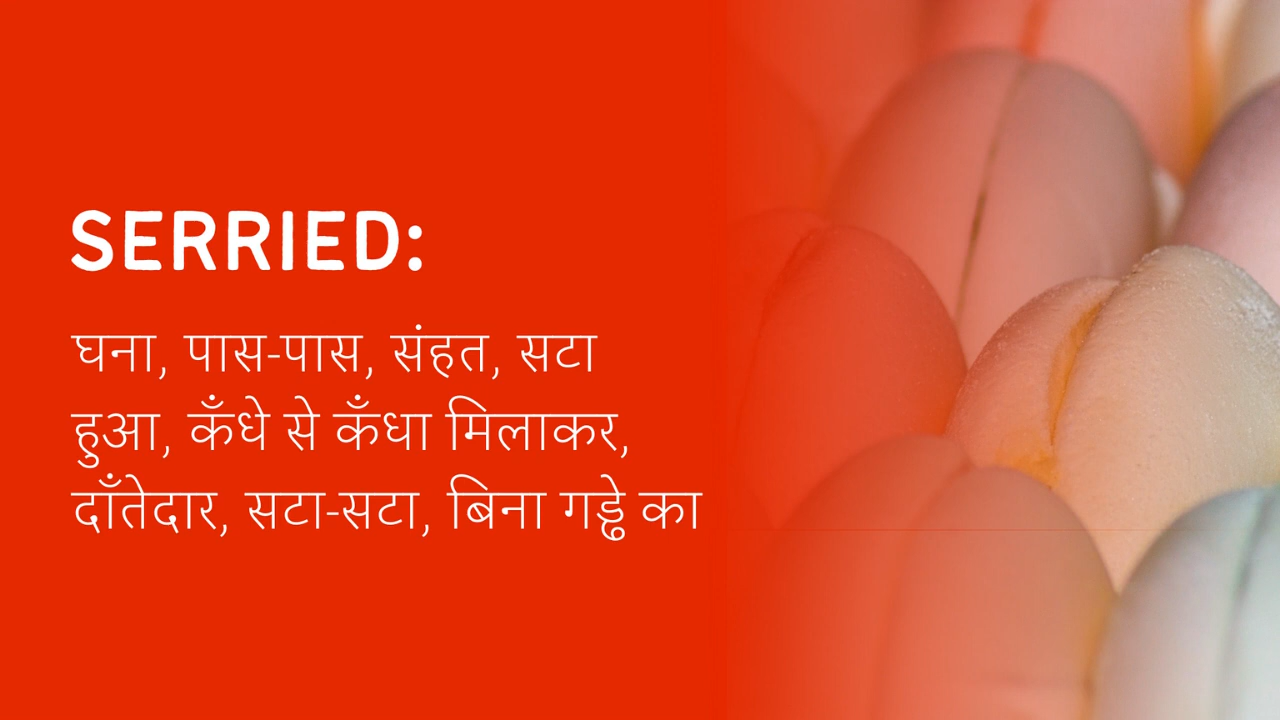 SERRIED:
घना, पास-पास, संहत, सटा
हुआ, कँधे से कँधा मिलाकर,
दाँतेदार, सटा-सटा, बिना गड्ढे का